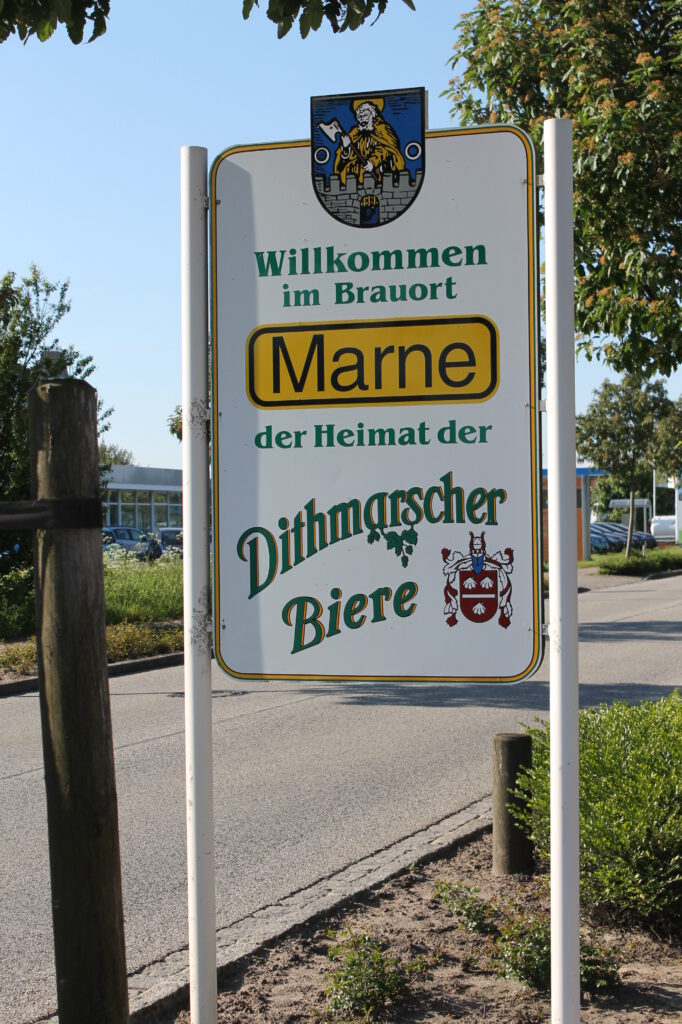 Willkommen
im Brauort
Marne
der Heimat der
Dithmarscher
Biere